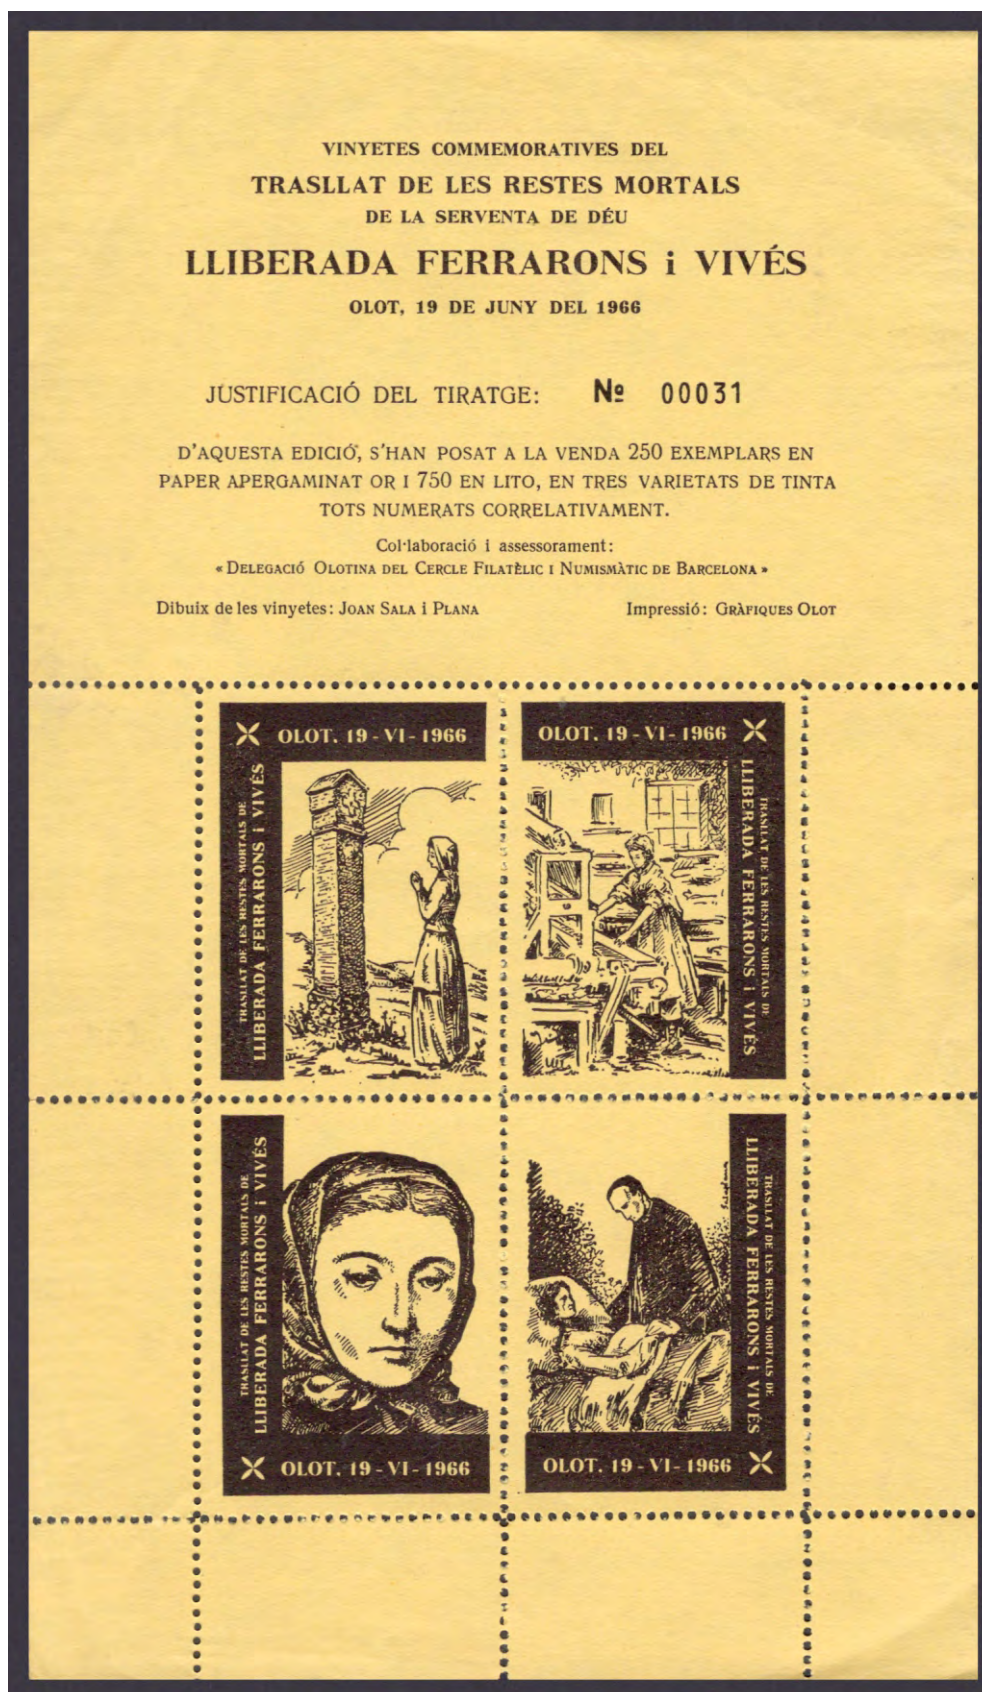 VINYETES COMMEMORATIVES DEL
TRASLLAT DE LES RESTES MORTALS
DE LA SERVENTA DE DÉU
LLIBERADA FERRARONS i VIVÉS
OLOT, 19 DE JUNY DEL 1966
JUSTIFICACIÓ DEL TIRATGE: Nº 00031
D'AQUESTA EDICIÓ, S'HAN POSAT A LA VENDA 250 EXEMPLARS EN
PAPER APERGAMINAT OR I 750 EN LITO, EN TRES VARIETATS DE TINTA
TOTS NUMERATS CORRELATIVAMENT.
Col·laboració i assessorament:
« DELEGACIÓ OLOTINA DEL CERCLE FILATÈLIC I NUMISMÀTIC DE BARCELONA »
Dibuix de les vinyetes: JOAN SALA i PLANA
Impressió: GRÀFIQUES OLOT
OLOT. 19-VI-1966
TRASLLAT DE LES RESTES MORTALS DE
LLIBERADA FERRARONS i VIVÉS
OLOT. 19-VI-1966
TRASLLAT DE LES RESTES MORTALS DE
LLIBERADA FERRARONS i VIVÉS
TRASLLAT DE LES RESTES MORTALS DE
LLIBERADA FERRARONS i VIVÉS
OLOT. 19-VI-1966
TRASLLAT DE LES RESTES MORTALS DE
LLIBERADA FERRARONS i VIVÉS
OLOT. 19-VI-1966